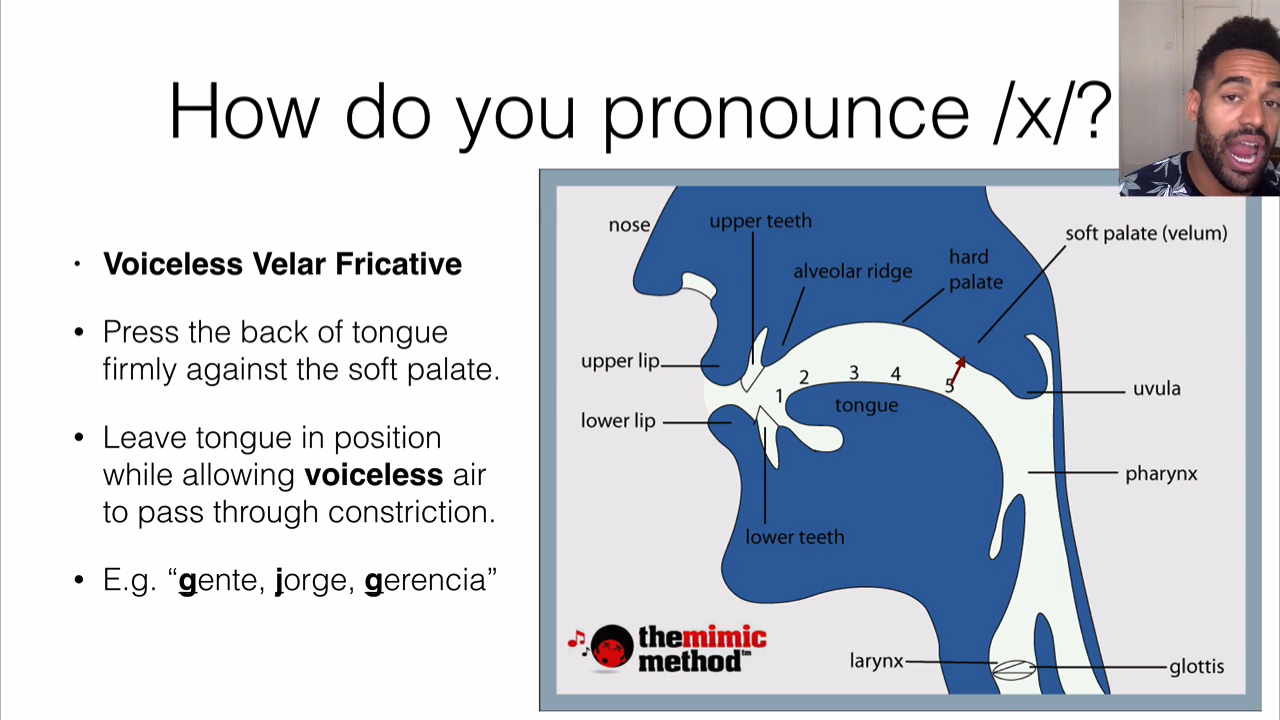 How do you pronounce /x/?
• Voiceless Velar Fricative
• Press the back of tongue
firmly against the soft palate.
• Leave tongue in position
while allowing voiceless air
to pass through constriction.
• E.g. “gente, jorge, gerencia”
nose
upper teeth
soft palate (velum)
alveolar ridge
hard
palate
upper lip
1 2 3 4 5
tongue
uvula
lower lip
pharynx
lower teeth
themimic
method™
larynx
glottis